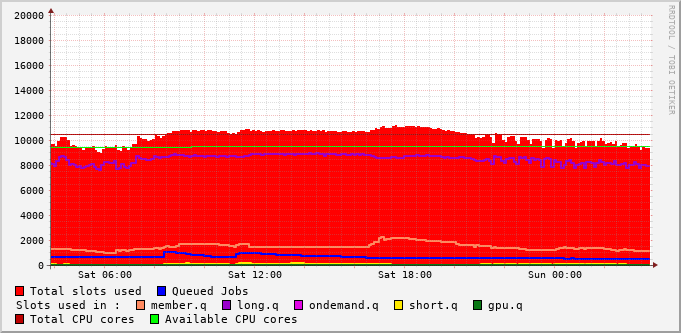 20000
18000
16000
14000
12000
10000
8000
6000
4000
2000
0
Sat 06:00 Sat 12:00 Sat 18:00 Sun 00:00
Total slots used Queued Jobs
Slots used in : member.q long.q ondemand.q short.q gpu.q
Total CPU cores Available CPU cores
RRDTOOL / TOBI OETIKER